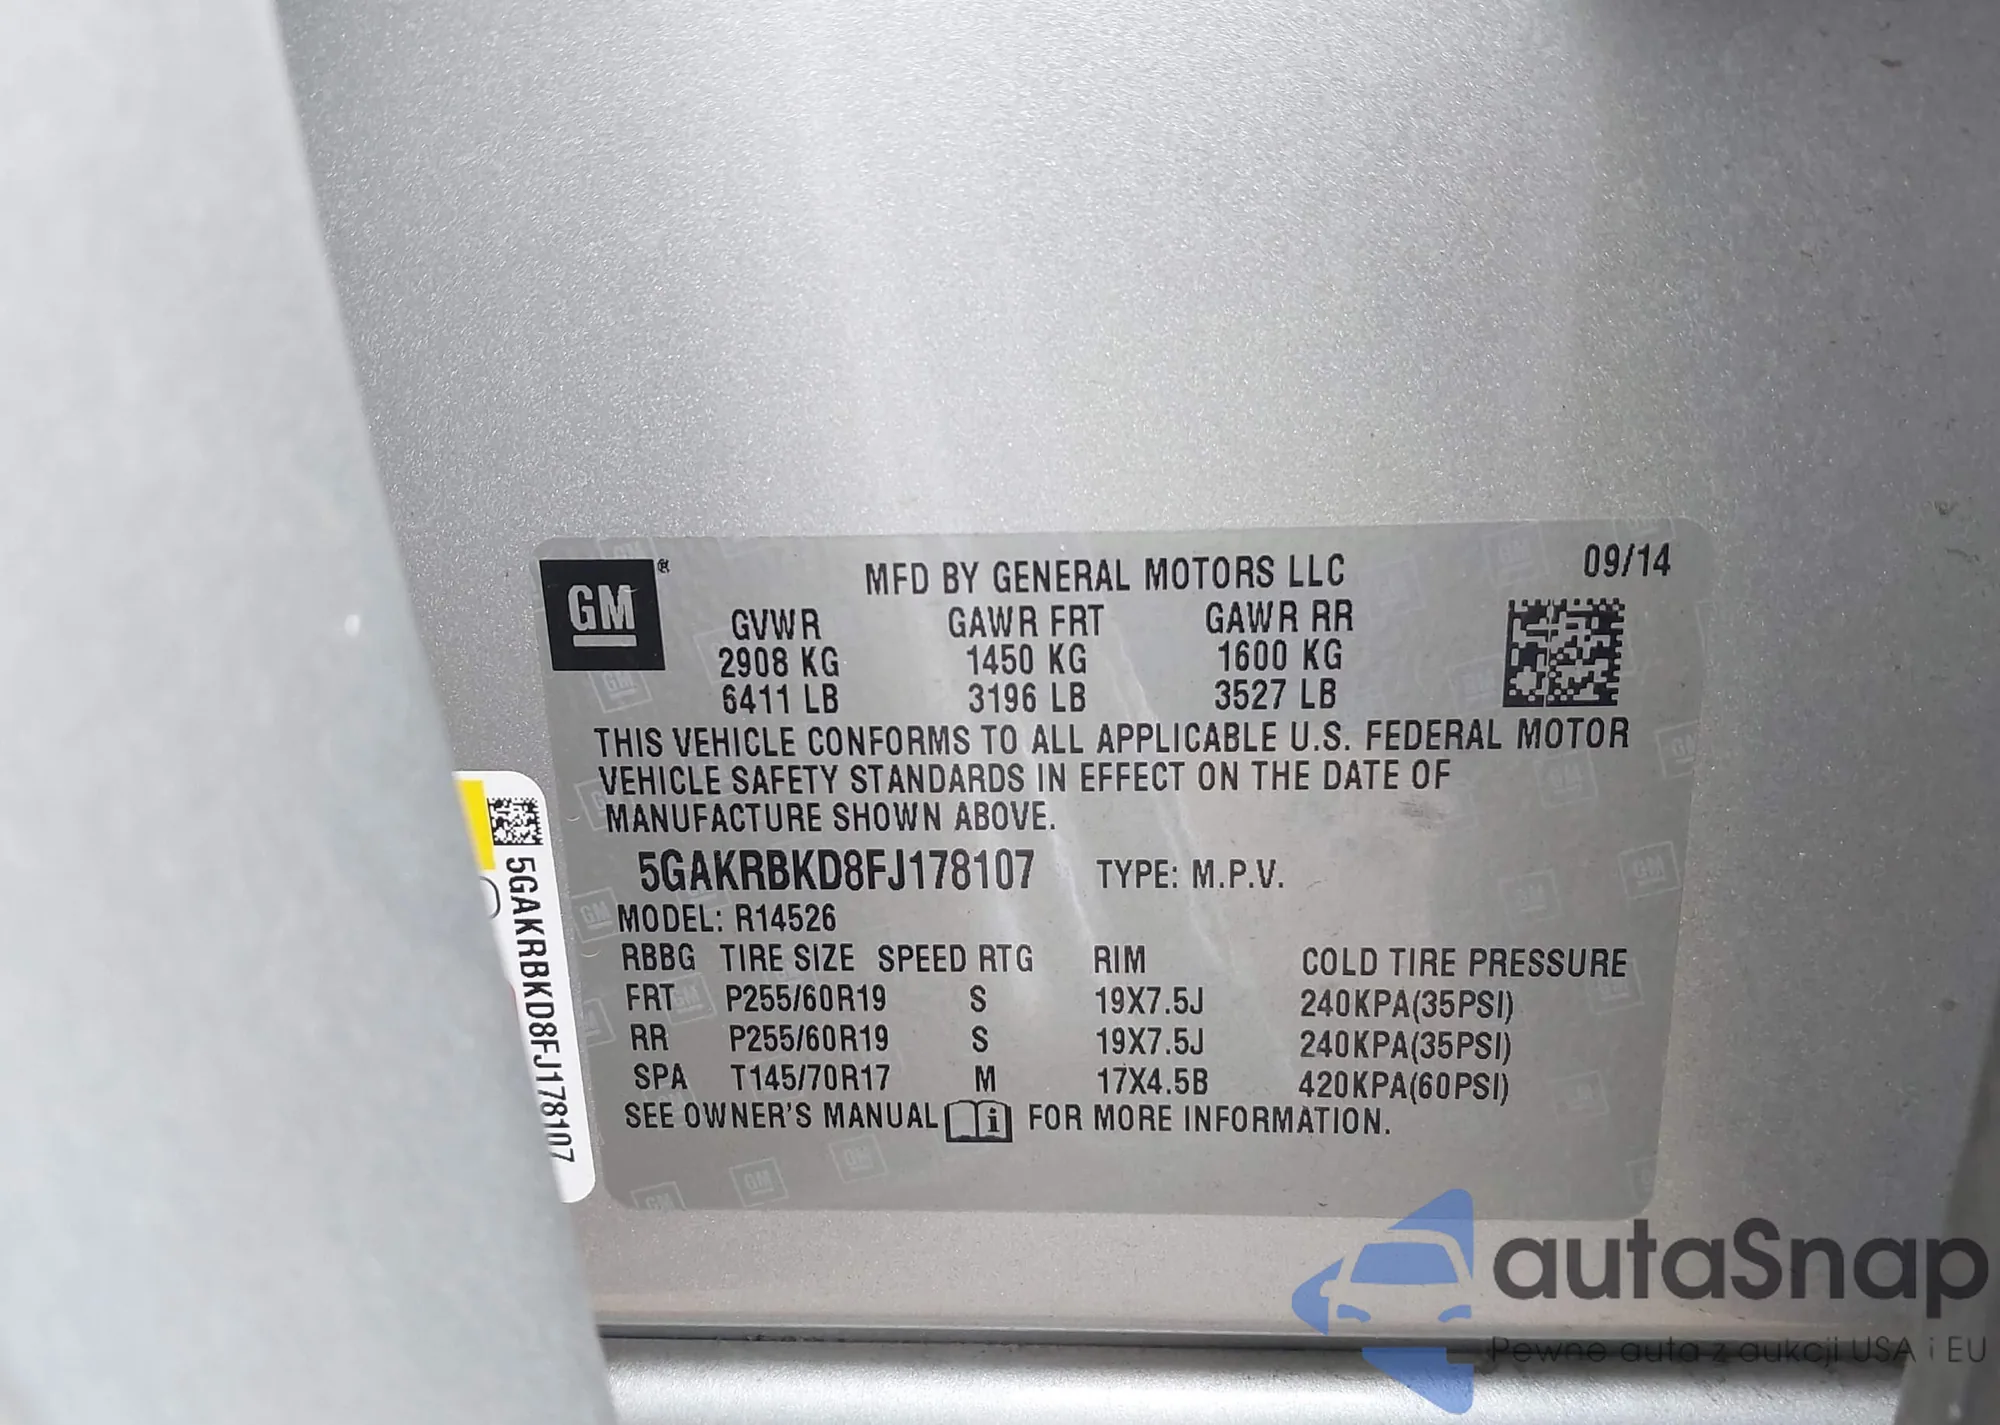 GM
MFD BY GENERAL MOTORS LLC 09/14
GVWR GAWR FRT GAWR RR
2908 KG 1450 KG 1600 KG
6411 LB 3196 LB 3527 LB
THIS VEHICLE CONFORMS TO ALL APPLICABLE U.S. FEDERAL MOTOR
VEHICLE SAFETY STANDARDS IN EFFECT ON THE DATE OF
MANUFACTURE SHOWN ABOVE.
5GAKRBKD8FJ178107 TYPE: M.P.V.
MODEL: R14526
RBBG TIRE SIZE SPEED RTG RIM COLD TIRE PRESSURE
FRT P255/60R19 S 19X7.5J 240KPA(35PSI)
RR P255/60R19 S 19X7.5J 240KPA(35PSI)
SPA T145/70R17 M 17X4.5B 420KPA(60PSI)
SEE OWNER'S MANUAL FOR MORE INFORMATION.
5GAKRBKD8FJ178107
autaSnap
Pewne auta z aukcji USA i EU